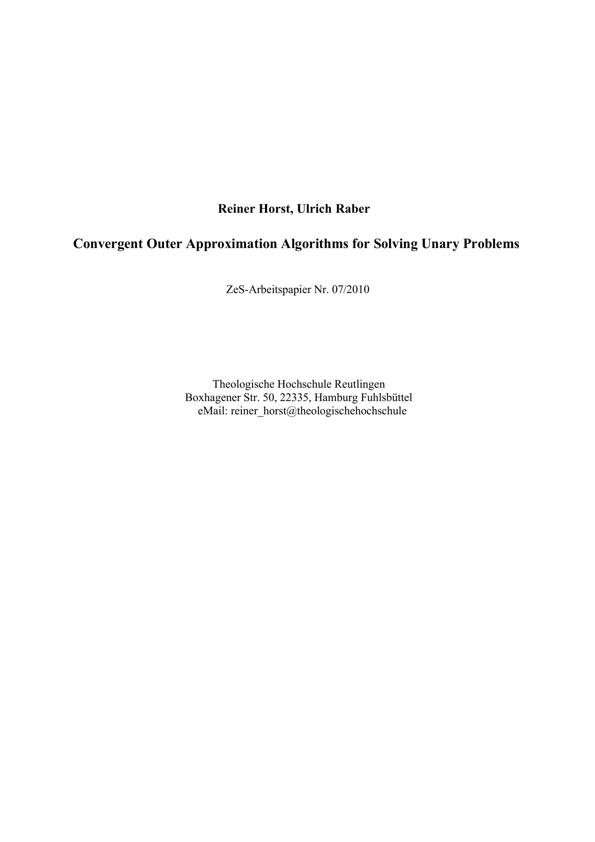 Reiner Horst, Ulrich Raber
Convergent Outer Approximation Algorithms for Solving Unary Problems
ZeS-Arbeitspapier Nr. 07/2010
Theologische Hochschule Reutlingen
Boxhagener Str. 50, 22335, Hamburg Fuhlsbüttel
eMail: reiner_horst@theologischehochschule